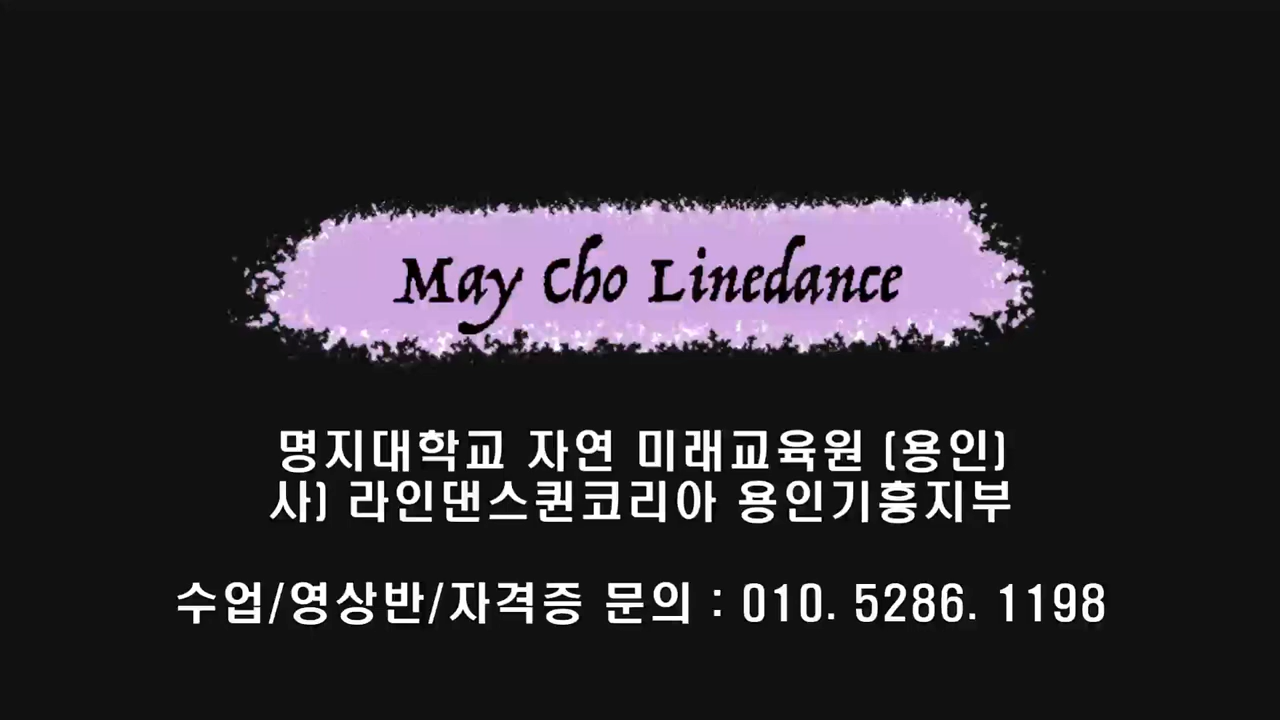 May Cho Linedance
명지대학교 자연 미래교육원 (용인)
사) 라인댄스퀸코리아 용인기흥지부
수업/영상반/자격증 문의 : 010. 5286. 1198